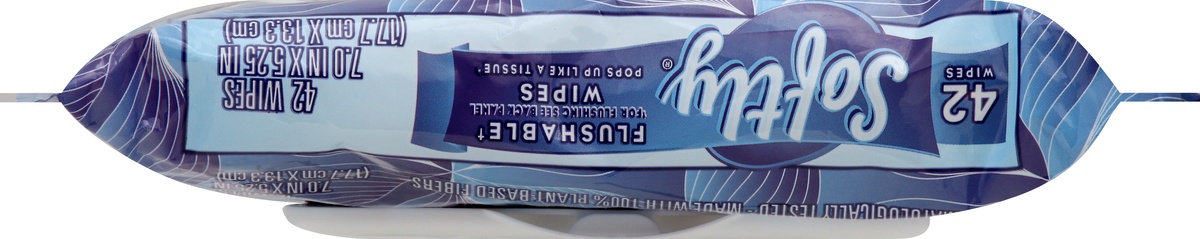 42
WIPES
Softly®
FLUSHABLE†
*FOR FLUSHING SEE BACK PANEL
WIPES
POPS UP LIKE A TISSUE*
42 WIPES
7.0 IN X 5.25 IN
(17.7 cm X 13.3 cm)
TESTED • MADE WITH 100% PLANT-BASED FIBERS
7.0 IN X 5.25 IN
(17.7 cm X 13.3 cm)